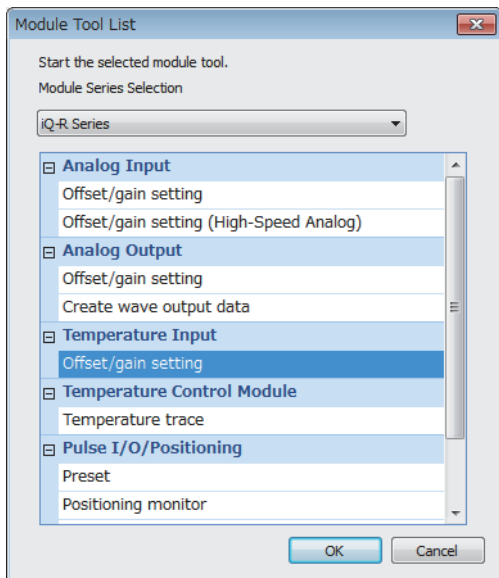 Module Tool List
Start the selected module tool.
Module Series Selection
iQ-R Series
Analog Input
Offset/gain setting
Offset/gain setting (High-Speed Analog)
Analog Output
Offset/gain setting
Create wave output data
Temperature Input
Offset/gain setting
Temperature Control Module
Temperature trace
Pulse I/O/Positioning
Preset
Positioning monitor
OK Cancel